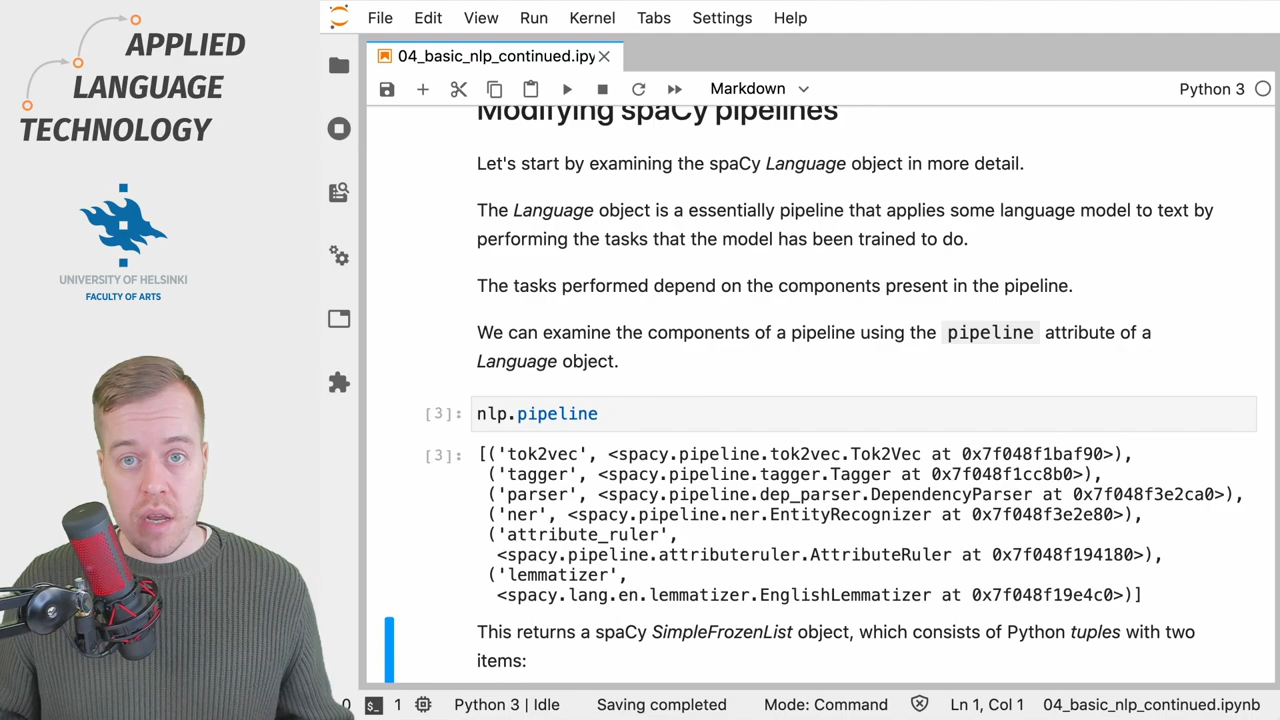 APPLIED
LANGUAGE
TECHNOLOGY
UNIVERSITY OF HELSINKI
FACULTY OF ARTS
File Edit View Run Kernel Tabs Settings Help
04_basic_nlp_continued.ipy
Markdown
Python 3
Modifying spaCy pipelines
Let's start by examining the spaCy Language object in more detail.
The Language object is a essentially pipeline that applies some language model to text by
performing the tasks that the model has been trained to do.
The tasks performed depend on the components present in the pipeline.
We can examine the components of a pipeline using the pipeline attribute of a
Language object.
[3]: nlp.pipeline
[3]: [('tok2vec', <spacy.pipeline.tok2vec.Tok2Vec at 0x7f048f1baf90>),
('tagger', <spacy.pipeline.tagger.Tagger at 0x7f048f1cc8b0>),
('parser', <spacy.pipeline.dep_parser.DependencyParser at 0x7f048f3e2ca0>),
('ner', <spacy.pipeline.ner.EntityRecognizer at 0x7f048f3e2e80>),
('attribute_ruler',
<spacy.pipeline.attributeruler.AttributeRuler at 0x7f048f194180>),
('lemmatizer',
<spacy.lang.en.lemmatizer.EnglishLemmatizer at 0x7f048f19e4c0>)]
This returns a spaCy SimpleFrozenList object, which consists of Python tuples with two
items:
0 $_ 1 Python 3 | Idle Saving completed Mode: Command Ln 1, Col 1 04_basic_nlp_continued.ipynb